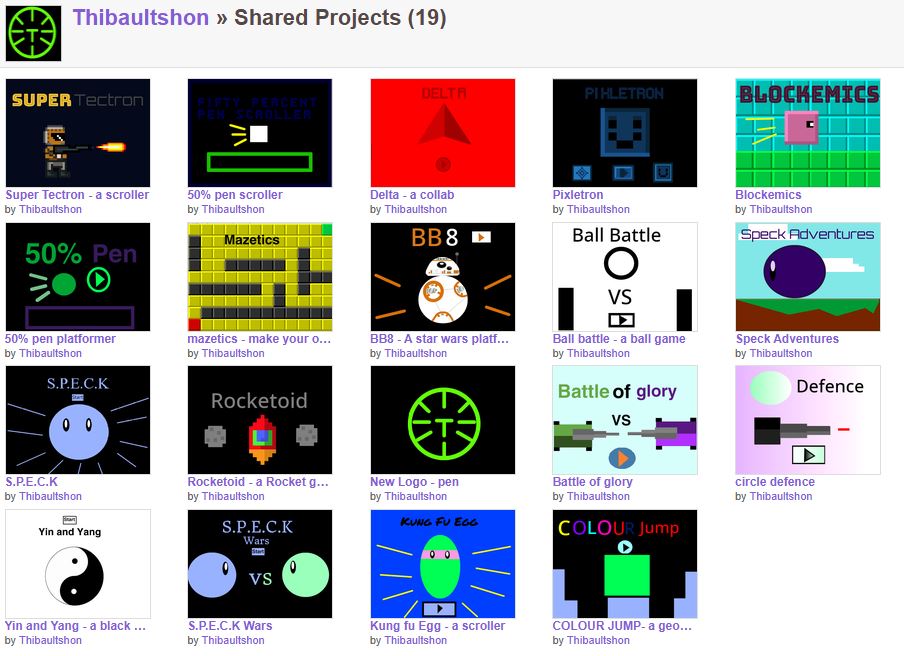 Thibaultshon » Shared Projects (19)
SUPER Tectron
FIFTY PERCENT
PEN SCROLLER
DELTA
PIXLETRON
BLOCKEMICS
Super Tectron - a scroller
50% pen scroller
Delta - a collab
Pixletron
Blockemics
by Thibaultshon
by Thibaultshon
by Thibaultshon
by Thibaultshon
by Thibaultshon
50% Pen
Mazetics
BB8
Ball Battle
VS
Speck Adventures
50% pen platformer
mazetics - make your o...
BB8 - A star wars platf...
Ball battle - a ball game
Speck Adventures
by Thibaultshon
by Thibaultshon
by Thibaultshon
by Thibaultshon
by Thibaultshon
S.P.E.C.K
Start
Rocketoid
T
Battle of glory
VS
Defence
S.P.E.C.K
Rocketoid - a Rocket g...
New Logo - pen
Battle of glory
circle defence
by Thibaultshon
by Thibaultshon
by Thibaultshon
by Thibaultshon
by Thibaultshon
Start
Yin and Yang
S.P.E.C.K
Wars
Start
VS
Kung Fu Egg
COLOUR Jump
Yin and Yang - a black ...
S.P.E.C.K Wars
Kung fu Egg - a scroller
COLOUR JUMP- a geo...
by Thibaultshon
by Thibaultshon
by Thibaultshon
by Thibaultshon